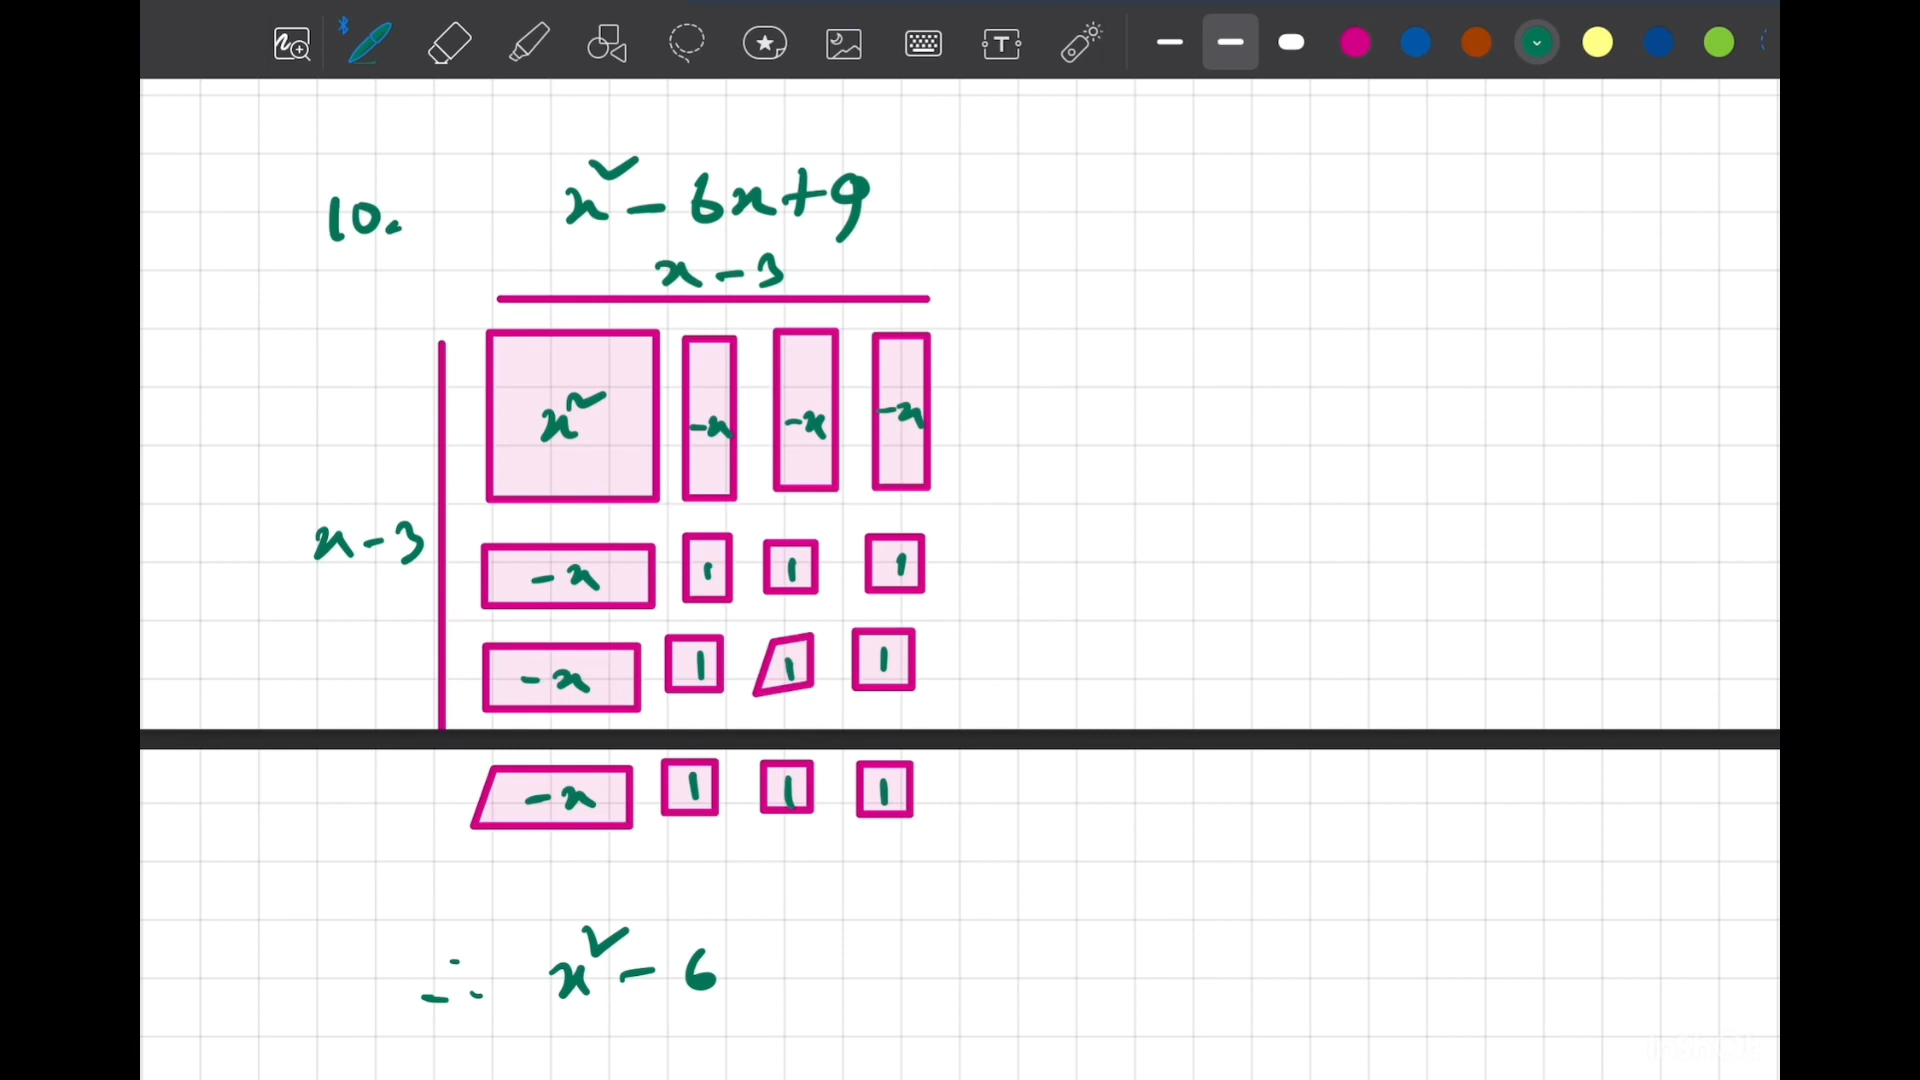 10. x² - 6x + 9
x - 3
x² -x -x -x
x - 3
-x 1 1 1
-x 1 1 1
-x 1 1 1
∴ x² - 6